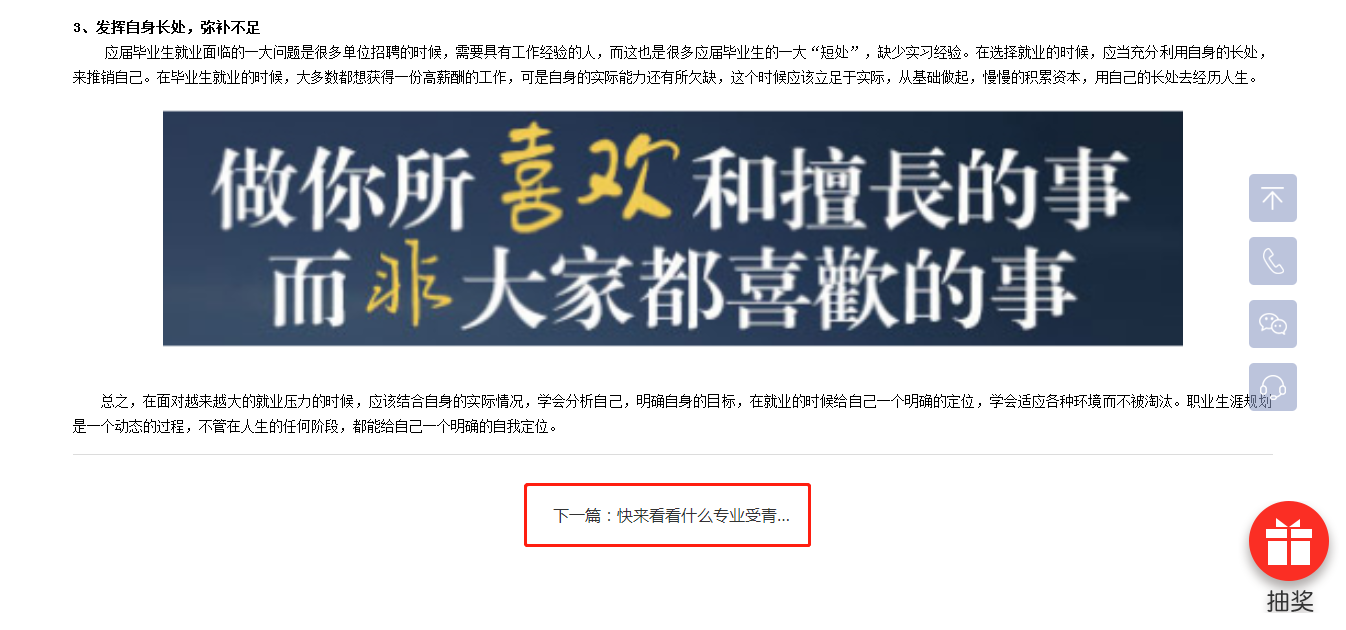 3、发挥自身长处，弥补不足
应届毕业生就业面临的一大问题是很多单位招聘的时候，需要具有工作经验的人，而这也是很多应届毕业生的一大“短处”，缺少实习经验。在选择就业的时候，应当充分利用自身的长处，
来推销自己。在毕业生就业的时候，大多数都想获得一份高薪酬的工作，可是自身的实际能力还有所欠缺，这个时候应该立足于实际，从基础做起，慢慢的积累资本，用自己的长处去经历人生。
做你所喜欢和擅長的事
而非大家都喜歡的事
总之，在面对越来越大的就业压力的时候，应该结合自身的实际情况，学会分析自己，明确自身的目标，在就业的时候给自己一个明确的定位，学会适应各种环境而不被淘汰。职业生涯规划
是一个动态的过程，不管在人生的任何阶段，都能给自己一个明确的自我定位。
下一篇：快来看看什么专业受青...
抽奖